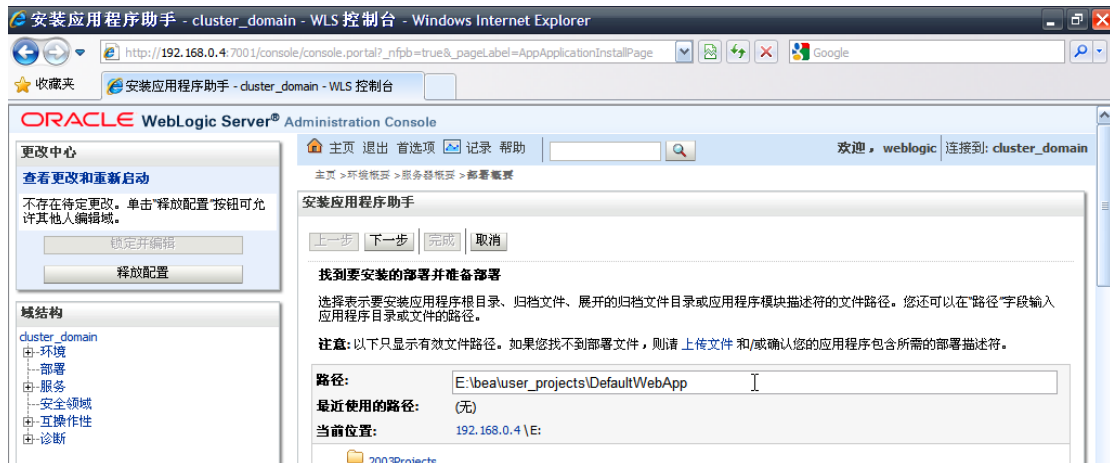 安装应用程序助手 - cluster_domain - WLS 控制台 - Windows Internet Explorer
http://192.168.0.4:7001/console/console.portal?_nfpb=true&_pageLabel=AppApplicationInstallPage
Google
收藏夹
安装应用程序助手 - cluster_domain - WLS 控制台
ORACLE WebLogic Server® Administration Console
更改中心
查看更改和重新启动
不存在待定更改。单击“释放配置”按钮可允
许其他人编辑域。
锁定并编辑
释放配置
域结构
cluster_domain
环境
部署
服务
安全领域
互操作性
诊断
主页 退出 首选项 记录 帮助
欢迎，weblogic 连接到: cluster_domain
主页 >环境概要 >服务器概要 >部署概要
安装应用程序助手
上一步 下一步 完成 取消
找到要安装的部署并准备部署
选择表示要安装应用程序根目录、归档文件、展开的归档文件目录或应用程序模块描述符的文件路径。您还可以在“路径”字段输入
应用程序目录或文件的路径。
注意: 以下只显示有效文件路径。如果您找不到部署文件，则请 上传文件 和/或确认您的应用程序包含所需的部署描述符。
路径: E:\bea\user_projects\DefaultWebApp
最近使用的路径: (无)
当前位置: 192.168.0.4 \E:
2003Projects